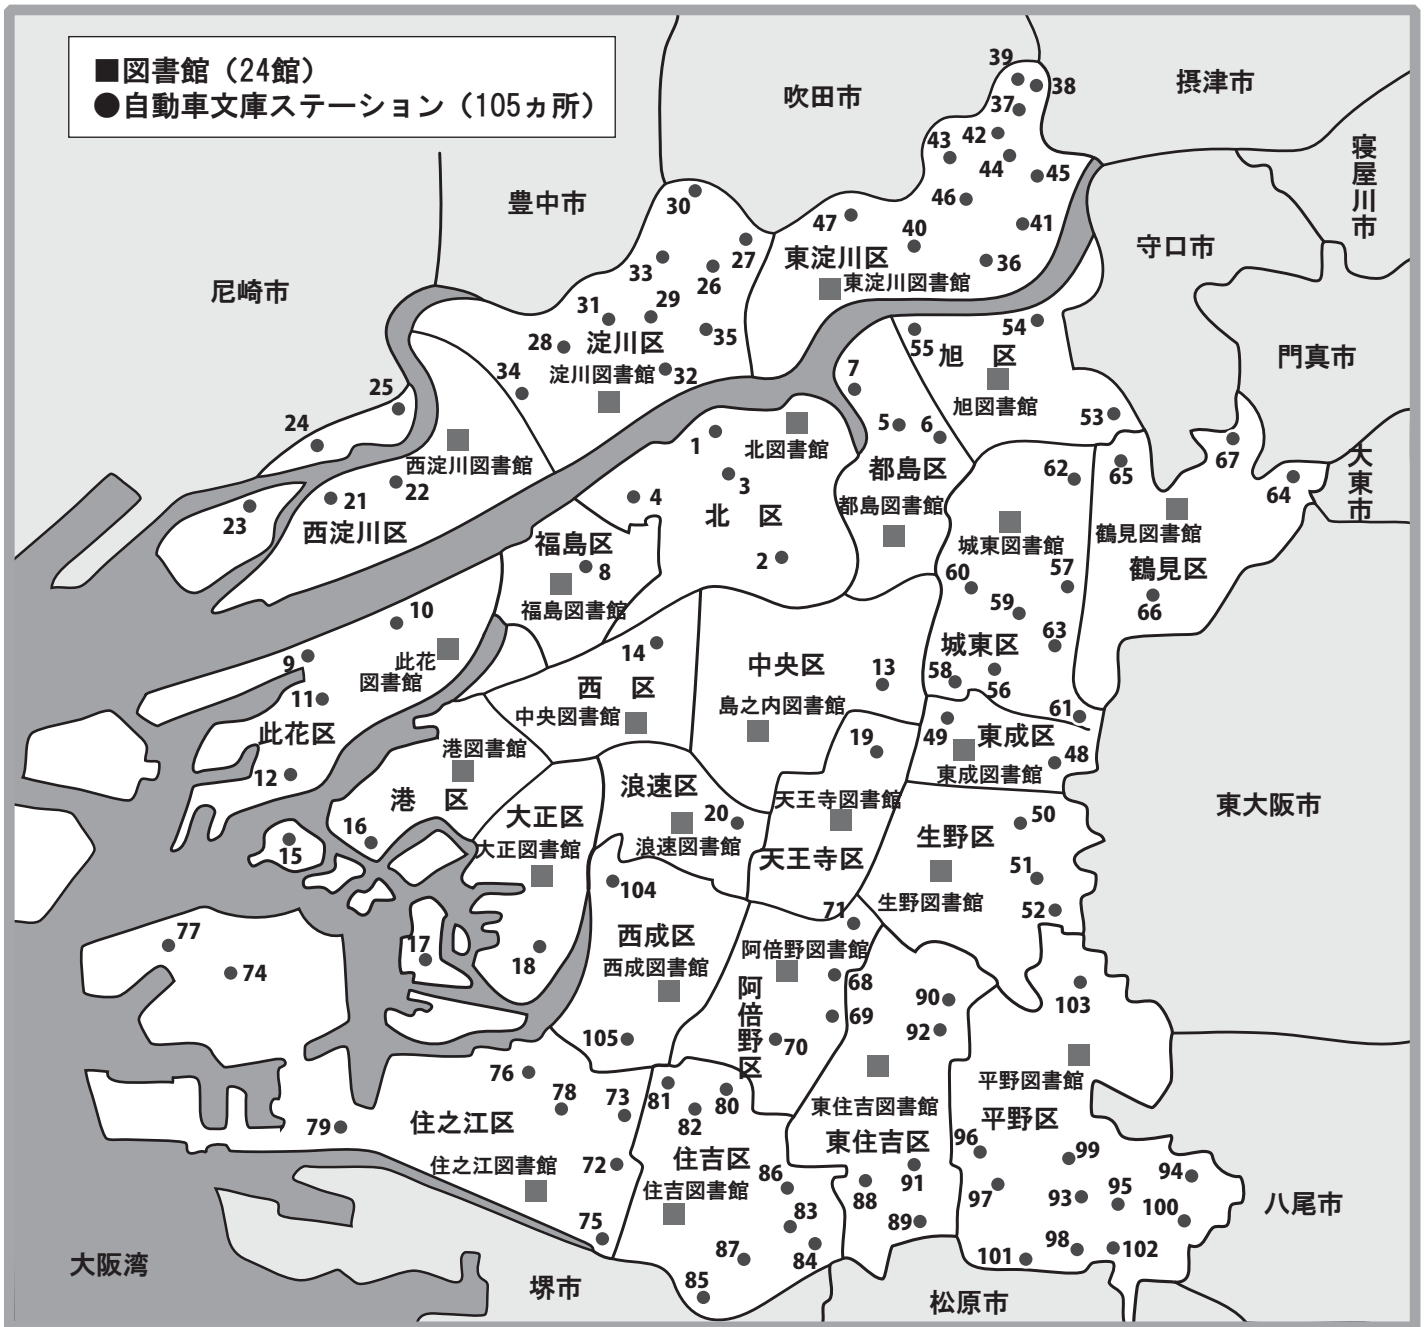 ■図書館（24館）
●自動車文庫ステーション（105ヵ所）
吹田市
摂津市
寝屋川市
豊中市
守口市
尼崎市
門真市
大東市
東大阪市
八尾市
松原市
堺市
大阪湾
39
38
37
42
43
44
45
46
41
47
40
36
東淀川区
東淀川図書館
30
27
33
26
31
29
28
35
淀川区
淀川図書館
32
34
25
24
西淀川図書館
22
21
23
西淀川区
55
54
旭 区
旭図書館
53
7
5
6
都島区
都島図書館
1
北図書館
3
4
北 区
2
福島区
8
福島図書館
62
城東図書館
60
57
59
63
城東区
58
56
61
65
67
64
鶴見図書館
鶴見区
66
10
9
此花
図書館
11
此花区
12
14
西 区
中央図書館
中央区
13
島之内図書館
49
東成区
48
東成図書館
港図書館
港 区
16
15
17
大正区
大正図書館
18
浪速区
20
浪速図書館
19
天王寺図書館
天王寺区
50
生野区
51
生野図書館
52
104
西成区
西成図書館
105
71
阿倍野図書館
68
阿倍野区
69
70
90
92
東住吉図書館
東住吉区
91
88
89
103
平野図書館
平野区
96
99
97
93
95
94
100
98
102
101
77
74
76
78
73
79
住之江区
住之江図書館
72
75
81
80
82
住吉区
住吉図書館
86
83
84
87
85